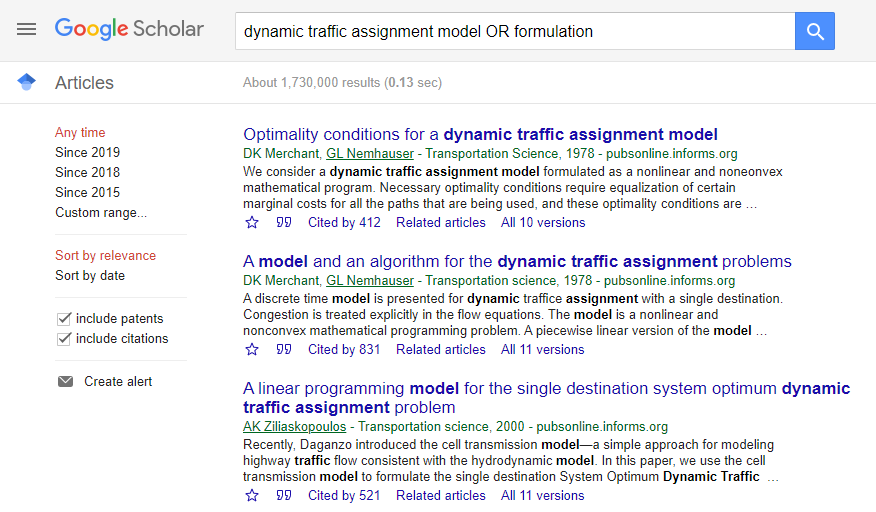 Google Scholar
dynamic traffic assignment model OR formulation
Articles
About 1,730,000 results (0.13 sec)
Any time
Since 2019
Since 2018
Since 2015
Custom range...
Sort by relevance
Sort by date
include patents
include citations
Create alert
Optimality conditions for a dynamic traffic assignment model
DK Merchant, GL Nemhauser - Transportation Science, 1978 - pubsonline.informs.org
We consider a dynamic traffic assignment model formulated as a nonlinear and noneonvex
mathematical program. Necessary optimality conditions require equalization of certain
marginal costs for all the paths that are being used, and these optimality conditions are …
Cited by 412 Related articles All 10 versions
A model and an algorithm for the dynamic traffic assignment problems
DK Merchant, GL Nemhauser - Transportation science, 1978 - pubsonline.informs.org
A discrete time model is presented for dynamic traffice assignment with a single destination.
Congestion is treated explicitly in the flow equations. The model is a nonlinear and
nonconvex mathematical programming problem. A piecewise linear version of the model …
Cited by 831 Related articles All 11 versions
A linear programming model for the single destination system optimum dynamic
traffic assignment problem
AK Ziliaskopoulos - Transportation science, 2000 - pubsonline.informs.org
Recently, Daganzo introduced the cell transmission model—a simple approach for modeling
highway traffic flow consistent with the hydrodynamic model. In this paper, we use the cell
transmission model to formulate the single destination System Optimum Dynamic Traffic …
Cited by 521 Related articles All 11 versions